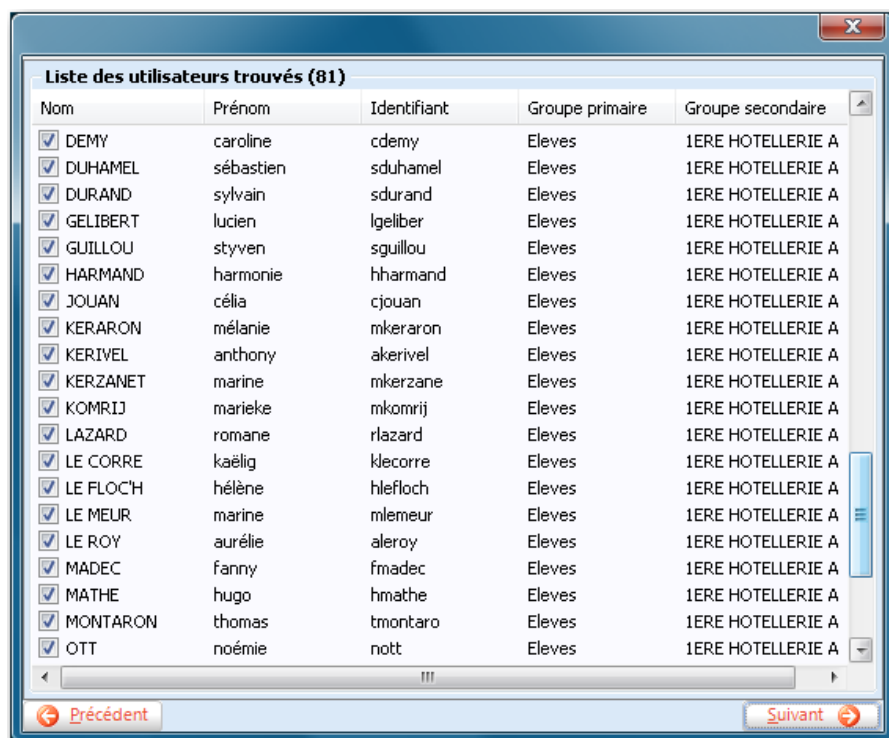 Liste des utilisateurs trouvés (81)
Nom Prénom Identifiant Groupe primaire Groupe secondaire
DEMY caroline cdemy Eleves 1ERE HOTELLERIE A
DUHAMEL sébastien sduhamel Eleves 1ERE HOTELLERIE A
DURAND sylvain sdurand Eleves 1ERE HOTELLERIE A
GELIBERT lucien lgeliber Eleves 1ERE HOTELLERIE A
GUILLOU styven sguillou Eleves 1ERE HOTELLERIE A
HARMAND harmonie hharmand Eleves 1ERE HOTELLERIE A
JOUAN célia cjouan Eleves 1ERE HOTELLERIE A
KERARON mélanie mkeraron Eleves 1ERE HOTELLERIE A
KERIVEL anthony akerivel Eleves 1ERE HOTELLERIE A
KERZANET marine mkerzane Eleves 1ERE HOTELLERIE A
KOMRIJ marieke mkomrij Eleves 1ERE HOTELLERIE A
LAZARD romane rlazard Eleves 1ERE HOTELLERIE A
LE CORRE kaëlig klecorre Eleves 1ERE HOTELLERIE A
LE FLOC'H hélène hlefloch Eleves 1ERE HOTELLERIE A
LE MEUR marine mlemeur Eleves 1ERE HOTELLERIE A
LE ROY aurélie aleroy Eleves 1ERE HOTELLERIE A
MADEC fanny fmadec Eleves 1ERE HOTELLERIE A
MATHE hugo hmathe Eleves 1ERE HOTELLERIE A
MONTARON thomas tmontaro Eleves 1ERE HOTELLERIE A
OTT noémie nott Eleves 1ERE HOTELLERIE A
Précédent Suivant